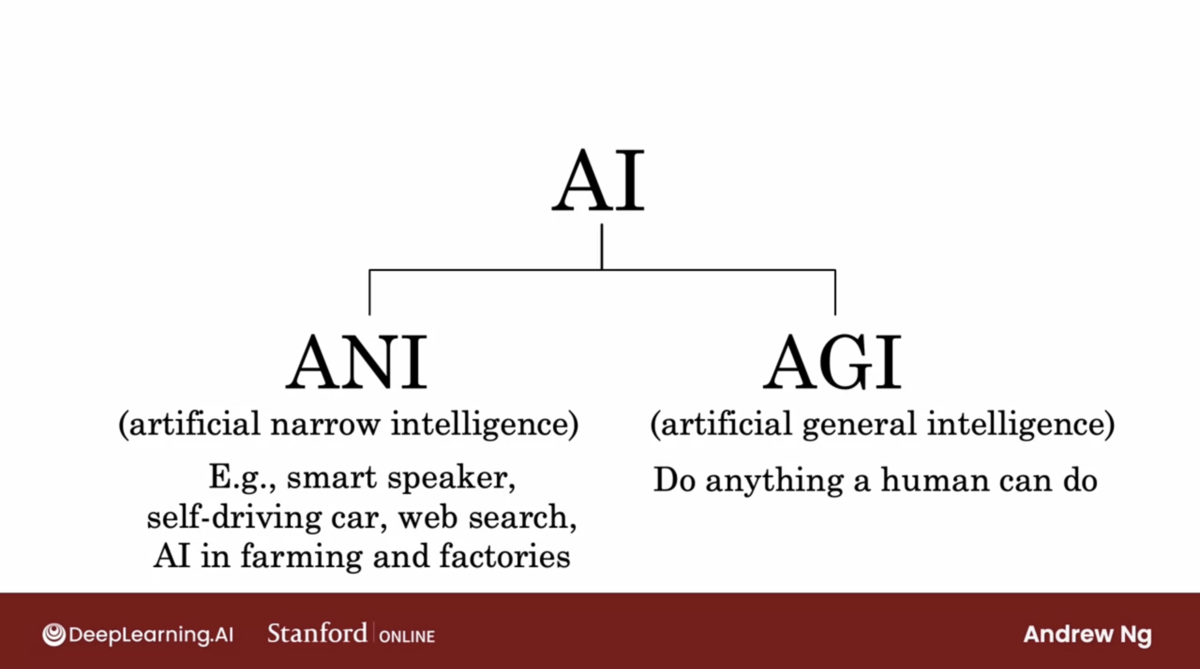 AI
ANI
(artificial narrow intelligence)
E.g., smart speaker,
self-driving car, web search,
AI in farming and factories
AGI
(artificial general intelligence)
Do anything a human can do
DeepLearning.AI
Stanford ONLINE
Andrew Ng